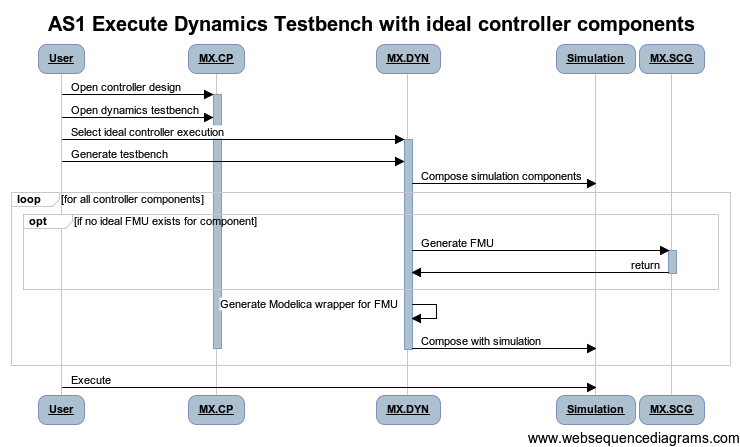 AS1 Execute Dynamics Testbench with ideal controller components
User MX.CP MX.DYN Simulation MX.SCG
Open controller design
Open dynamics testbench
Select ideal controller execution
Generate testbench
Compose simulation components
loop [for all controller components]
opt [if no ideal FMU exists for component]
Generate FMU
return
Generate Modelica wrapper for FMU
Compose with simulation
Execute
User MX.CP MX.DYN Simulation MX.SCG
www.websequencediagrams.com